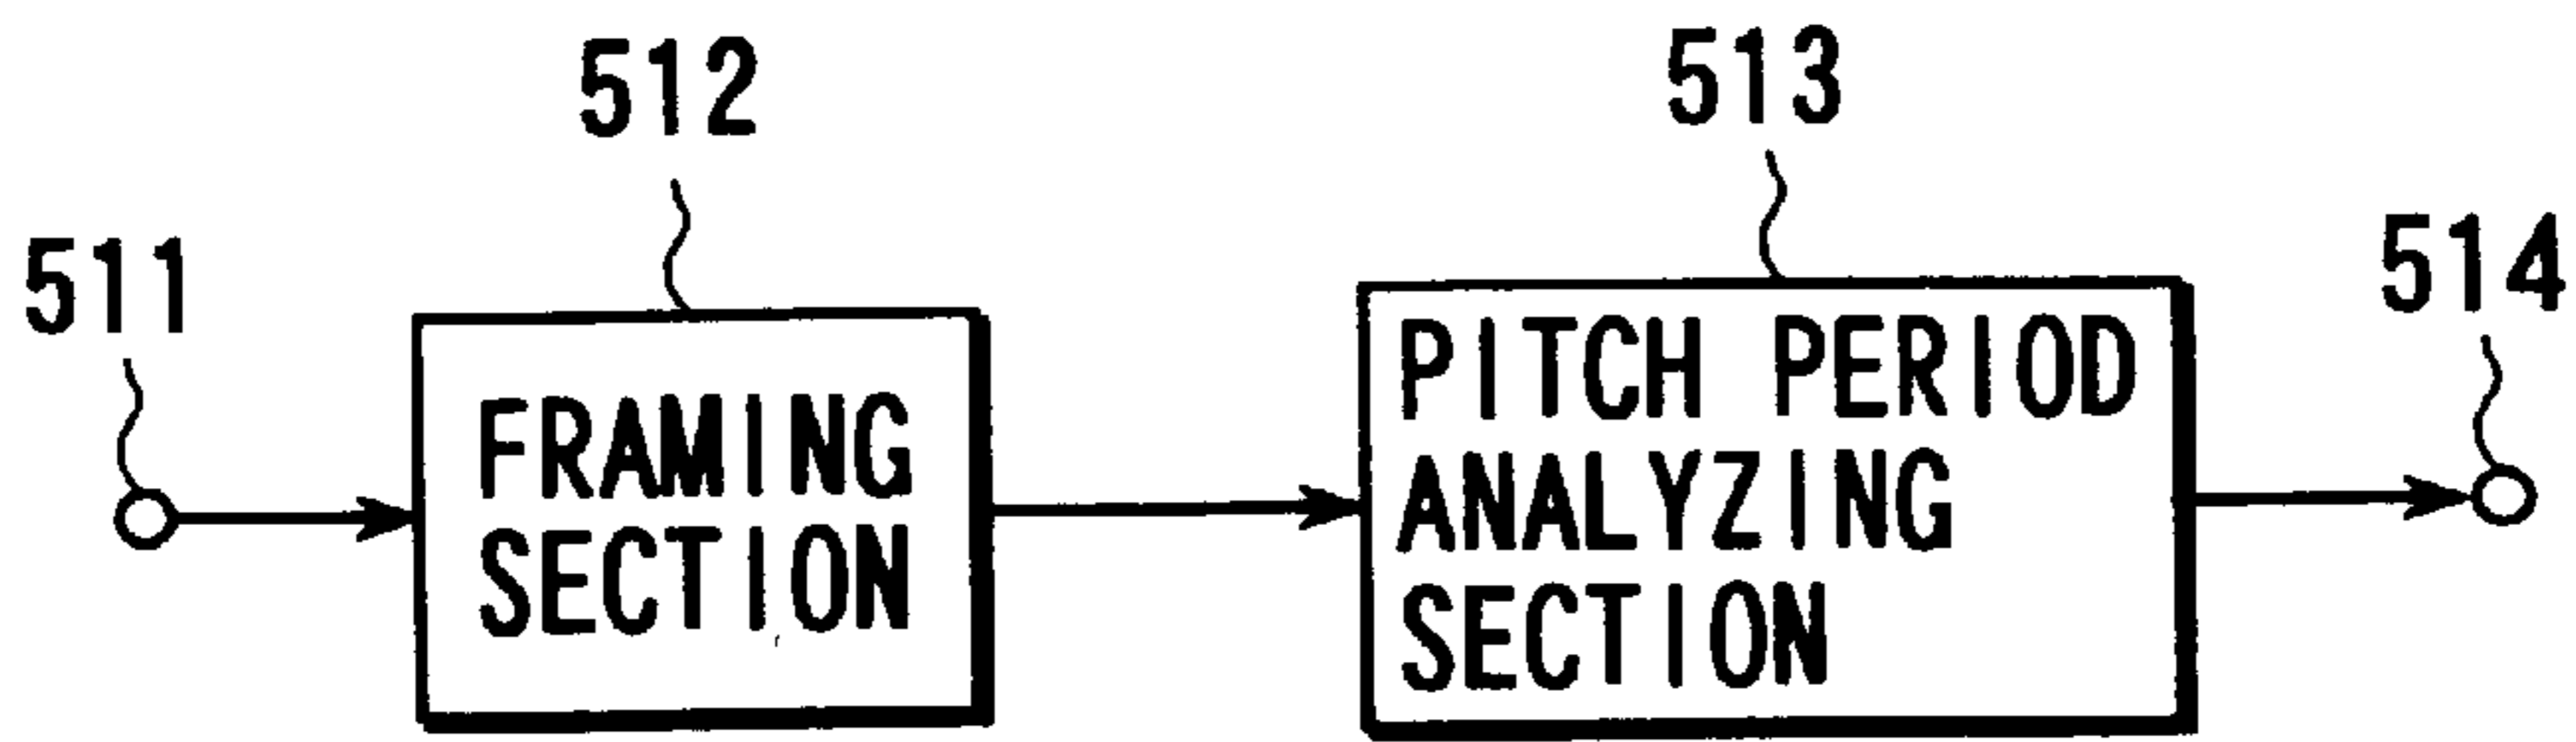 512
513
511
514
FRAMING
SECTION
PITCH PERIOD
ANALYZING
SECTION